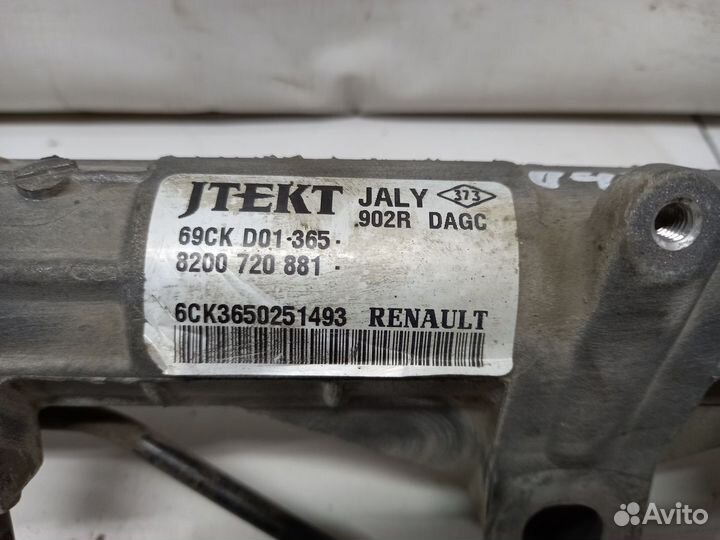 JTEKT JALY 373
.902R DAGC
69CK D01-365-
8200 720 881 -
6CK3650251493 RENAULT
Avito